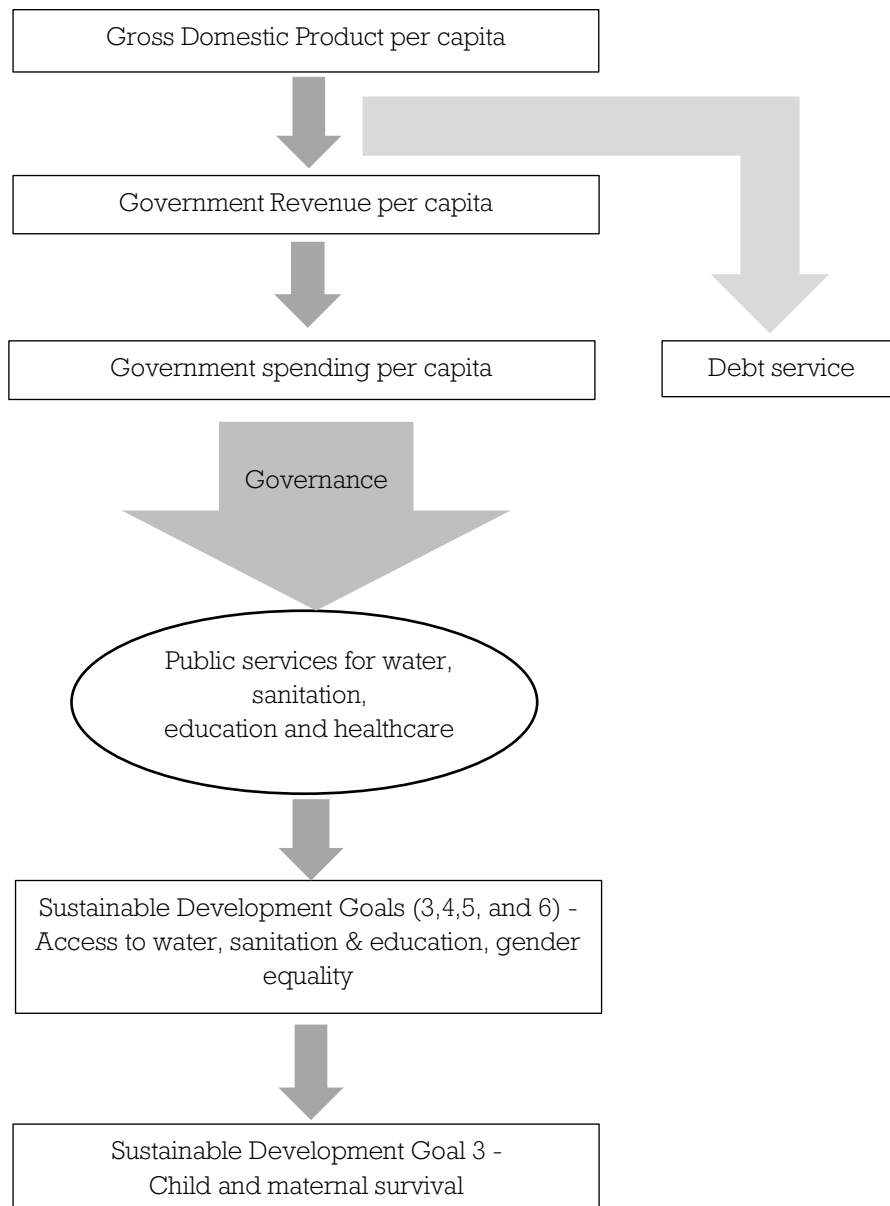 Gross Domestic Product per capita
Government Revenue per capita
Government spending per capita
Debt service
Governance
Public services for water,
sanitation,
education and healthcare
Sustainable Development Goals (3,4,5, and 6) -
Access to water, sanitation & education, gender
equality
Sustainable Development Goal 3 -
Child and maternal survival